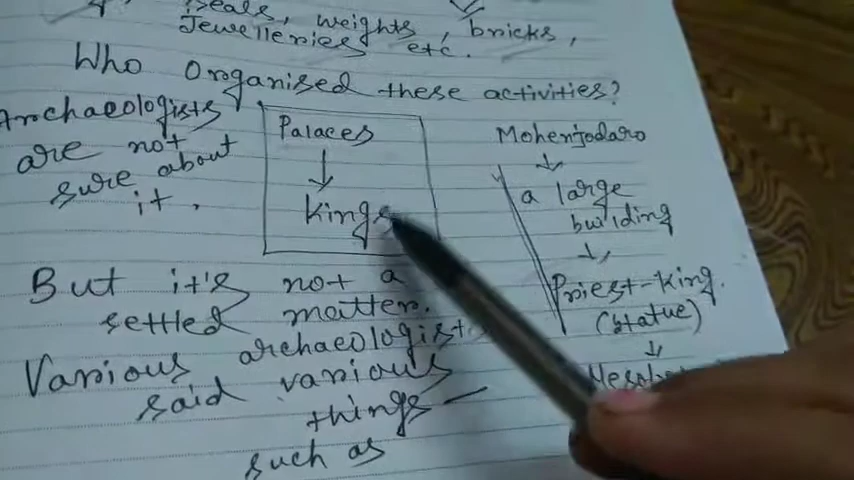 Seals, weights, bricks,
Jewelleries etc.
Who Organised these activities?
Archaeologists
are not
sure about
it.
Palaces
↓
Kings
Mohenjodaro
↓
a large
building
↓
Priest-King.
(Statue)
↓
But it's not a
settled matter.
Various archaeologist
said various
things —
such as